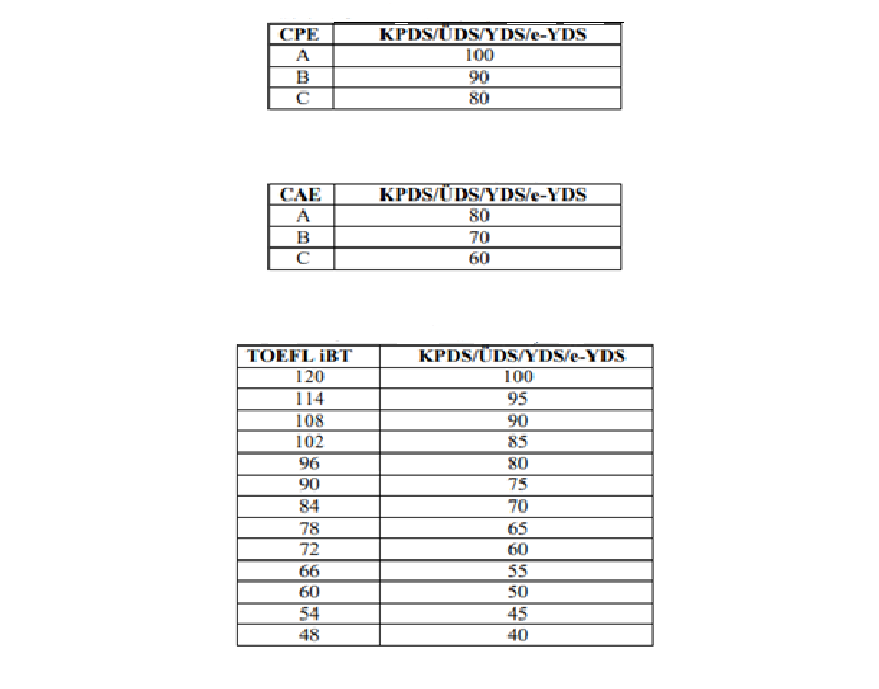 CPE KPDS/ÜDS/YDS/e-YDS
A 100
B 90
C 80
CAE KPDS/ÜDS/YDS/e-YDS
A 80
B 70
C 60
TOEFL iBT KPDS/ÜDS/YDS/e-YDS
120 100
114 95
108 90
102 85
96 80
90 75
84 70
78 65
72 60
66 55
60 50
54 45
48 40